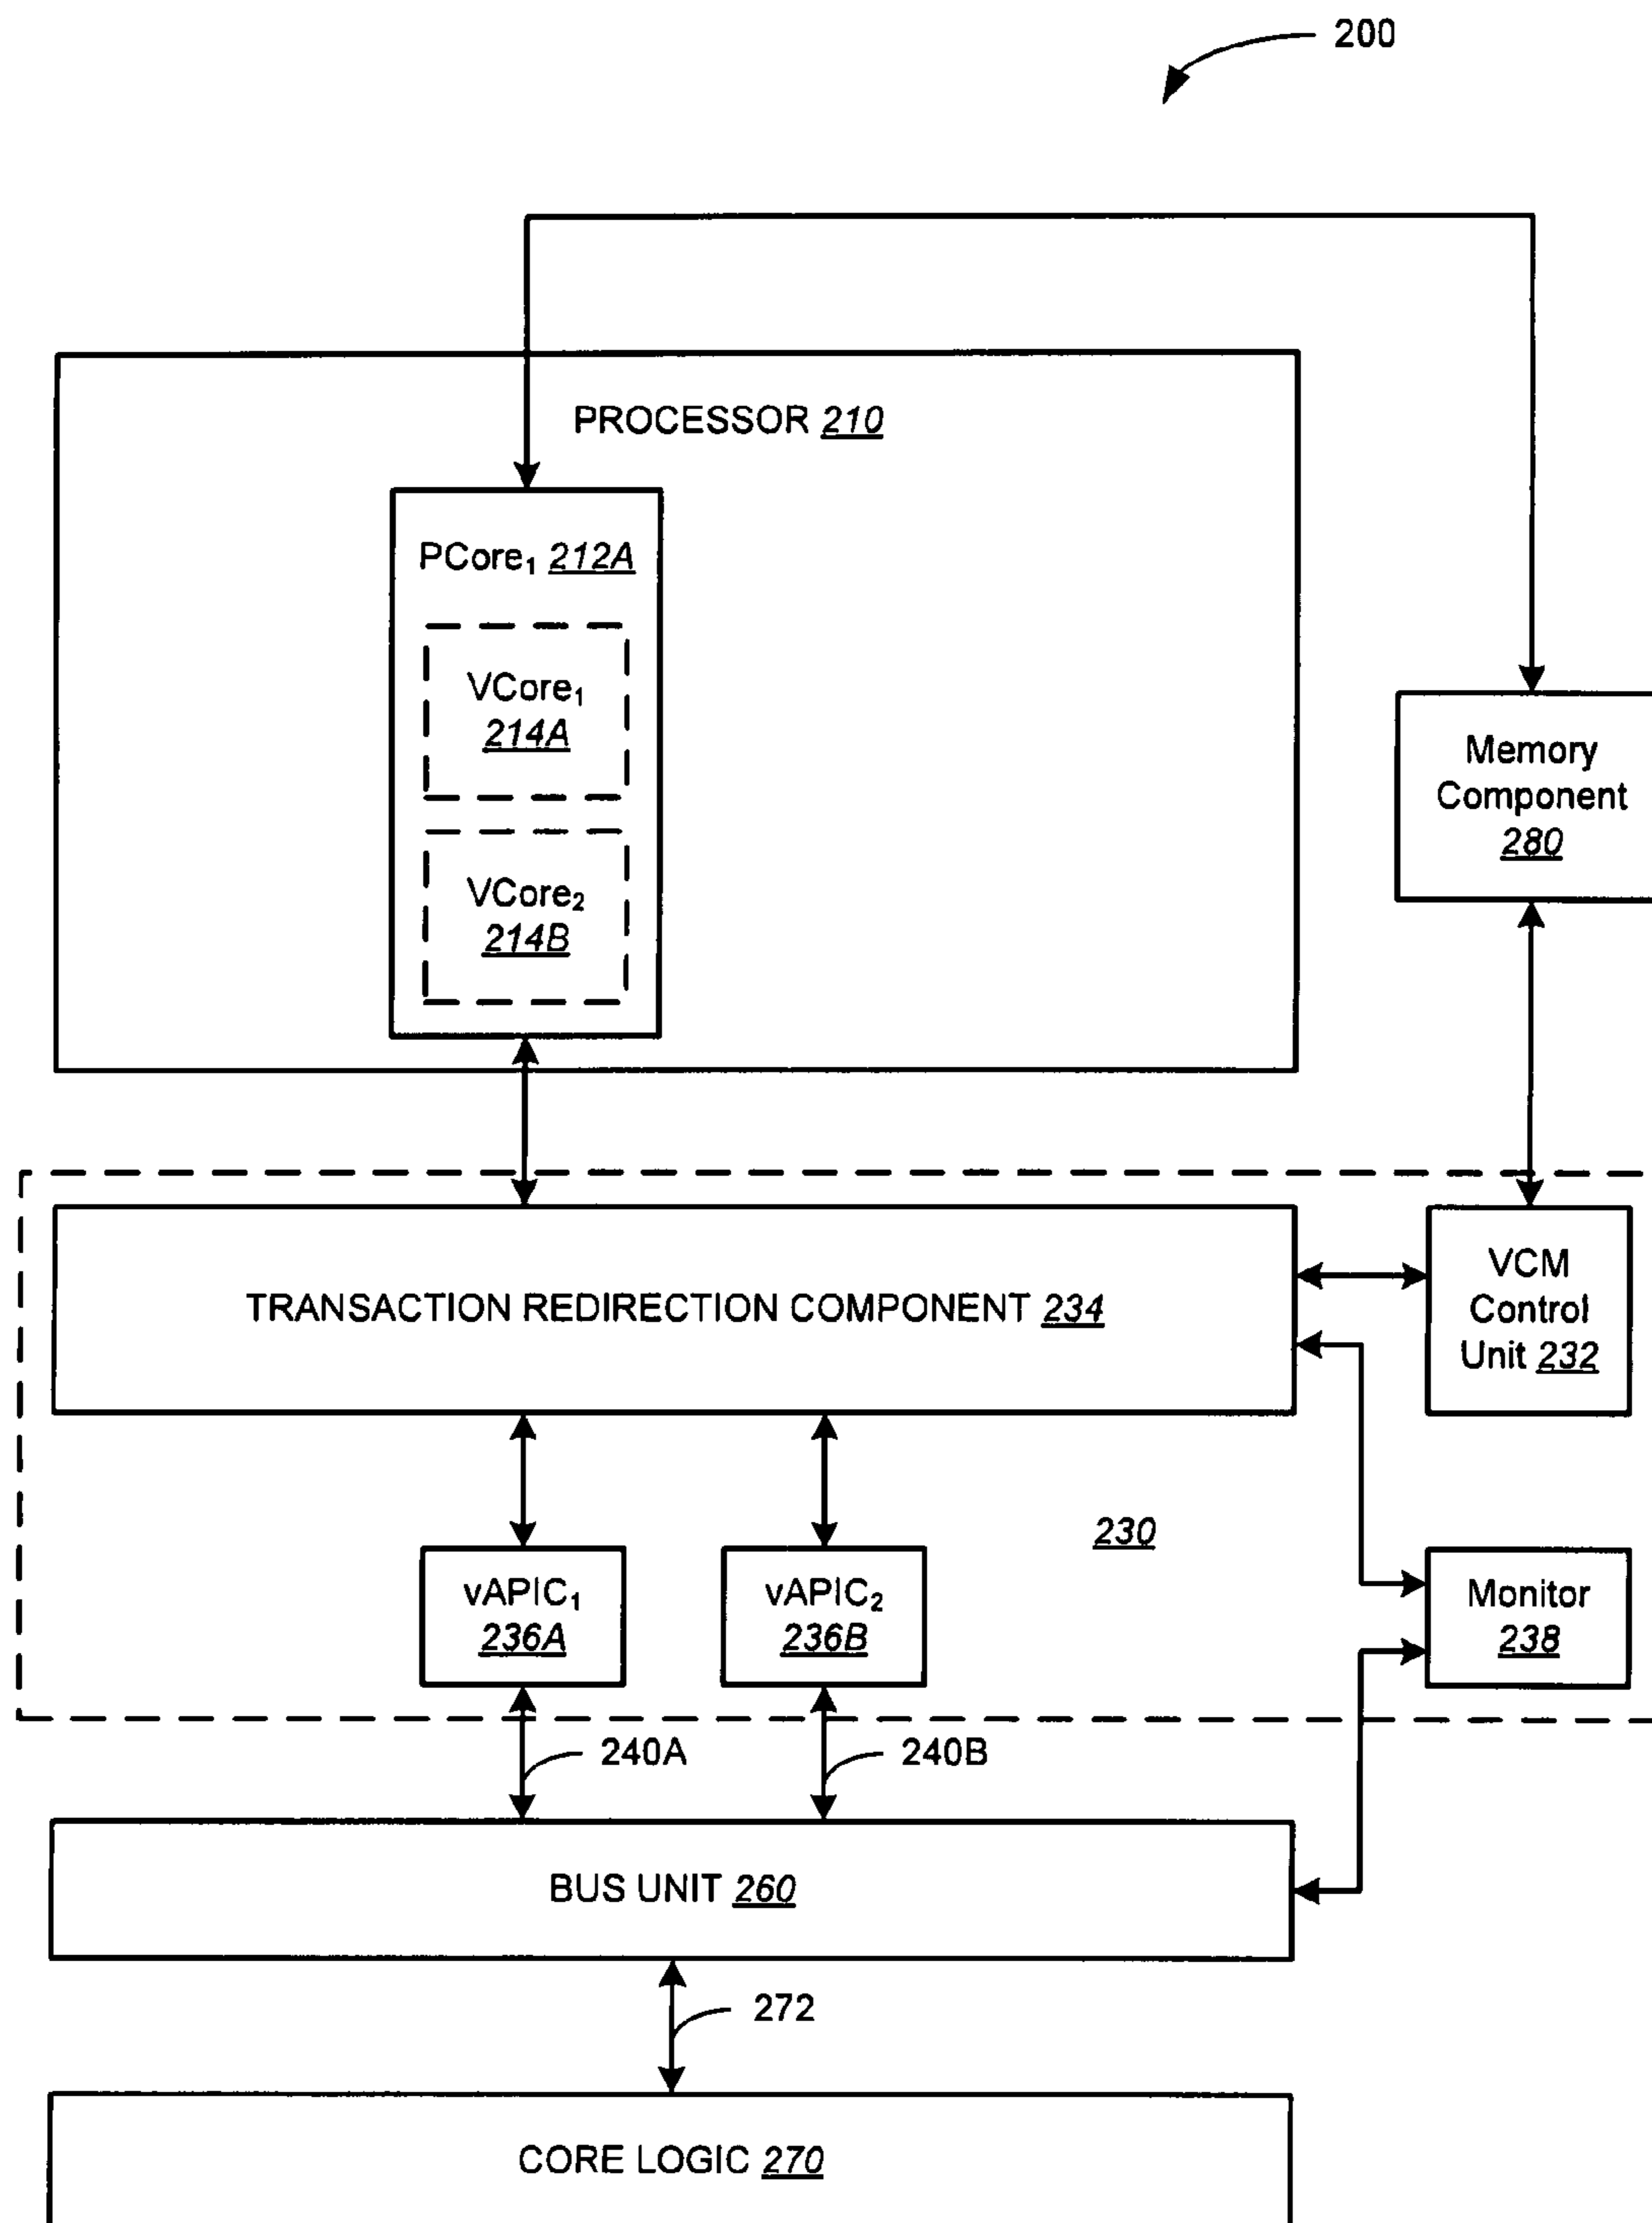 200
PROCESSOR 210
PCore₁ 212A
VCore₁
214A
VCore₂
214B
Memory
Component
280
TRANSACTION REDIRECTION COMPONENT 234
VCM
Control
Unit 232
230
vAPIC₁
236A
vAPIC₂
236B
Monitor
238
240A
240B
BUS UNIT 260
272
CORE LOGIC 270